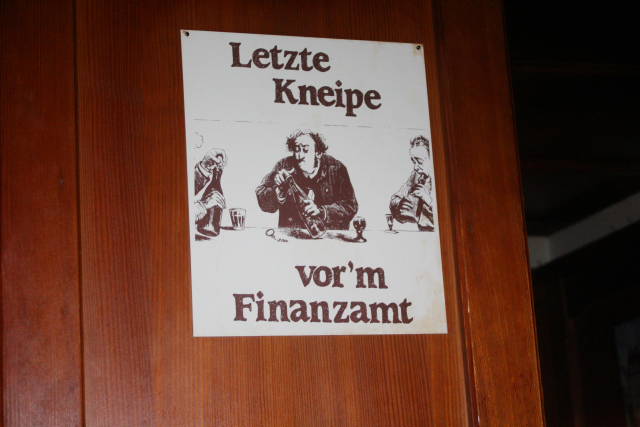 Letzte
Kneipe
vor'm
Finanzamt